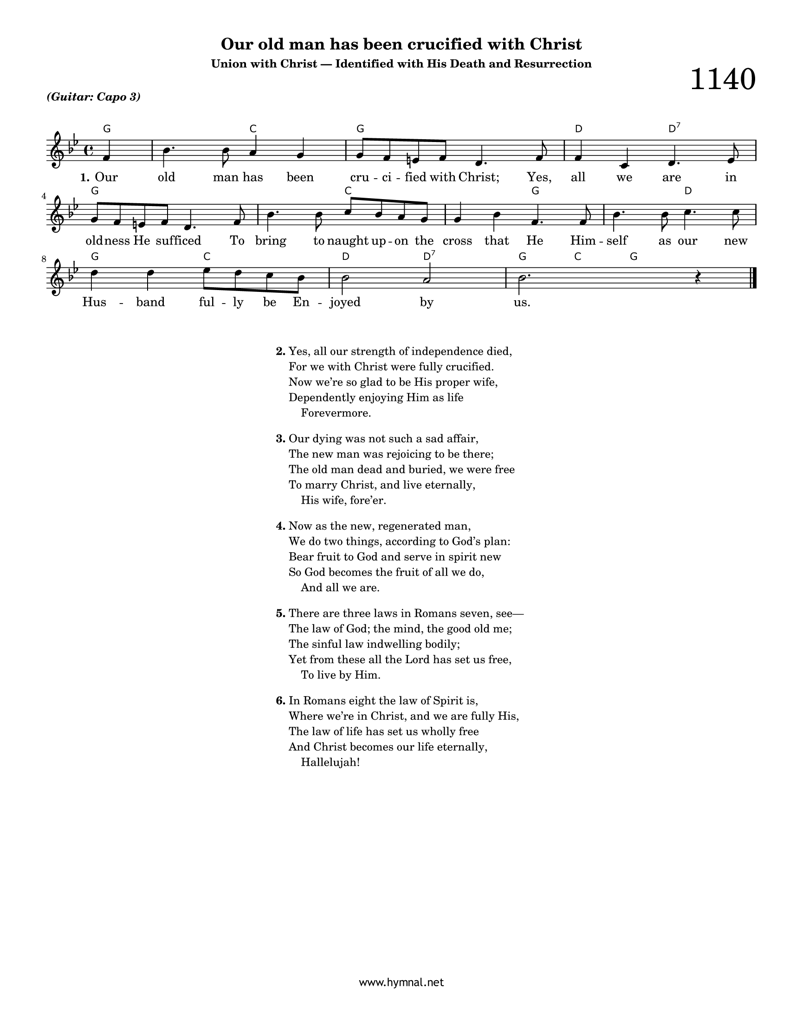 Our old man has been crucified with Christ
Union with Christ — Identified with His Death and Resurrection
1140
(Guitar: Capo 3)
G C G D D7
1. Our old man has been cru - ci - fied with Christ; Yes, all we are in
4
G C G D
oldness He sufficed To bring to naught up - on the cross that He Him - self as our new
8
G C D D7 G C G
Hus - band ful - ly be En - joyed by us.
2. Yes, all our strength of independence died,
For we with Christ were fully crucified.
Now we're so glad to be His proper wife,
Dependently enjoying Him as life
Forevermore.
3. Our dying was not such a sad affair,
The new man was rejoicing to be there;
The old man dead and buried, we were free
To marry Christ, and live eternally,
His wife, fore'er.
4. Now as the new, regenerated man,
We do two things, according to God's plan:
Bear fruit to God and serve in spirit new
So God becomes the fruit of all we do,
And all we are.
5. There are three laws in Romans seven, see—
The law of God; the mind, the good old me;
The sinful law indwelling bodily;
Yet from these all the Lord has set us free,
To live by Him.
6. In Romans eight the law of Spirit is,
Where we're in Christ, and we are fully His,
The law of life has set us wholly free
And Christ becomes our life eternally,
Hallelujah!
www.hymnal.net